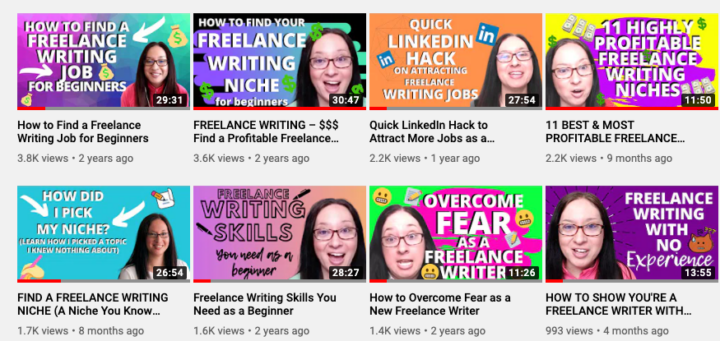 HOW TO FIND A
FREELANCE
WRITING
JOB
FOR BEGINNERS
29:31
HOW TO FIND YOUR
FREELANCE
WRITING
NICHE
for beginners
30:47
QUICK
LINKEDIN
HACK
ON ATTRACTING
FREELANCE
WRITING JOBS
in
in
27:54
11 HIGHLY
PROFITABLE
FREELANCE
WRITING
NICHES
11:50
How to Find a Freelance
Writing Job for Beginners
3.8K views • 2 years ago
FREELANCE WRITING – $$$
Find a Profitable Freelance...
3.6K views • 2 years ago
Quick LinkedIn Hack to
Attract More Jobs as a...
2.2K views • 1 year ago
11 BEST & MOST
PROFITABLE FREELANCE...
2.2K views • 9 months ago
HOW DID
I PICK
MY NICHE?
(LEARN HOW I PICKED A TOPIC
I KNEW NOTHING ABOUT)
26:54
FREELANCE
WRITING
SKILLS
You need as a
beginner
28:27
OVERCOME
FEAR
AS A
FREELANCE
WRITER
11:26
FREELANCE
WRITING
WITH
NO
Experience
13:55
FIND A FREELANCE WRITING
NICHE (A Niche You Know...
1.7K views • 8 months ago
Freelance Writing Skills You
Need as a Beginner
1.6K views • 2 years ago
How to Overcome Fear as a
New Freelance Writer
1.4K views • 2 years ago
HOW TO SHOW YOU'RE A
FREELANCE WRITER WITH...
993 views • 4 months ago